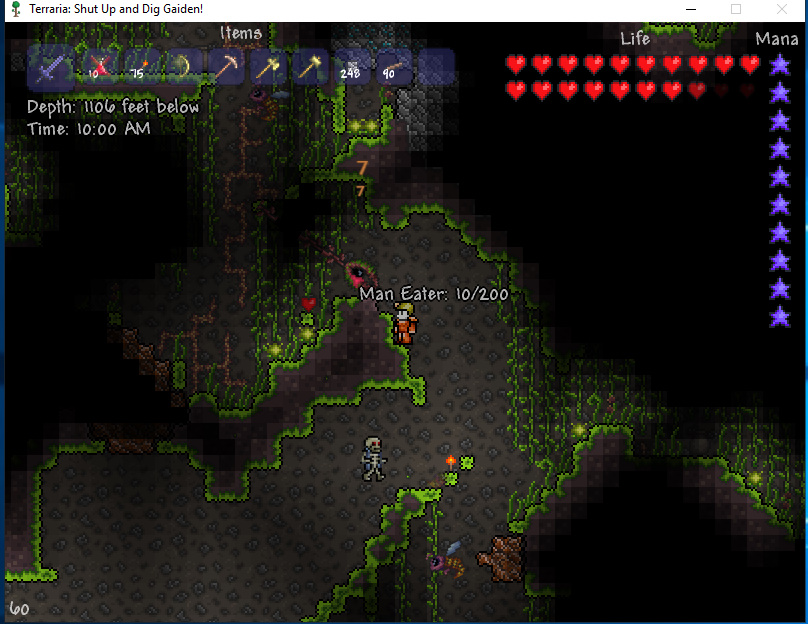 Terraria: Shut Up and Dig Gaiden!
Items
Life
Mana
10
75
248
90
Depth: 1106 feet below
Time: 10:00 AM
7
7
Man Eater: 10/200
60